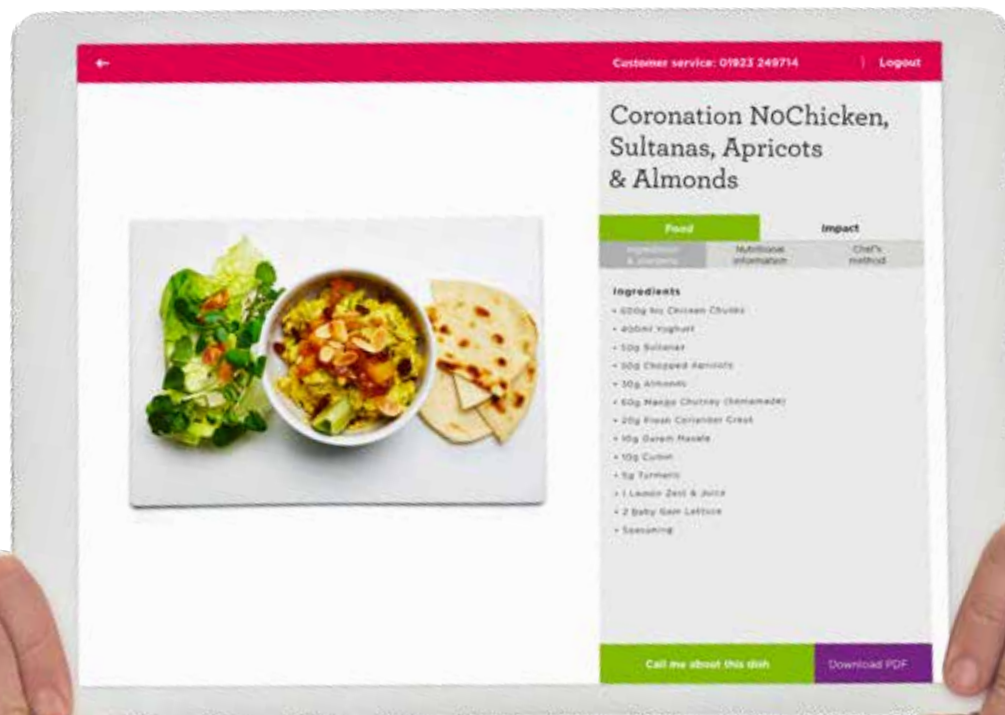 ←
Customer service: 01923 249714 | Logout
Coronation NoChicken,
Sultanas, Apricots
& Almonds
Food
Impact
Ingredients
& allergens
Nutritional
information
Chef's
method
Ingredients
• 600g No Chicken Chunks
• 400ml Yoghurt
• 50g Sultanas
• 50g Chopped Apricots
• 30g Almonds
• 60g Mango Chutney (homemade)
• 20g Fresh Coriander Cress
• 10g Garam Masala
• 10g Cumin
• 5g Turmeric
• 1 Lemon Zest & Juice
• 2 Baby Gem Lettuce
• Seasoning
Call me about this dish
Download PDF